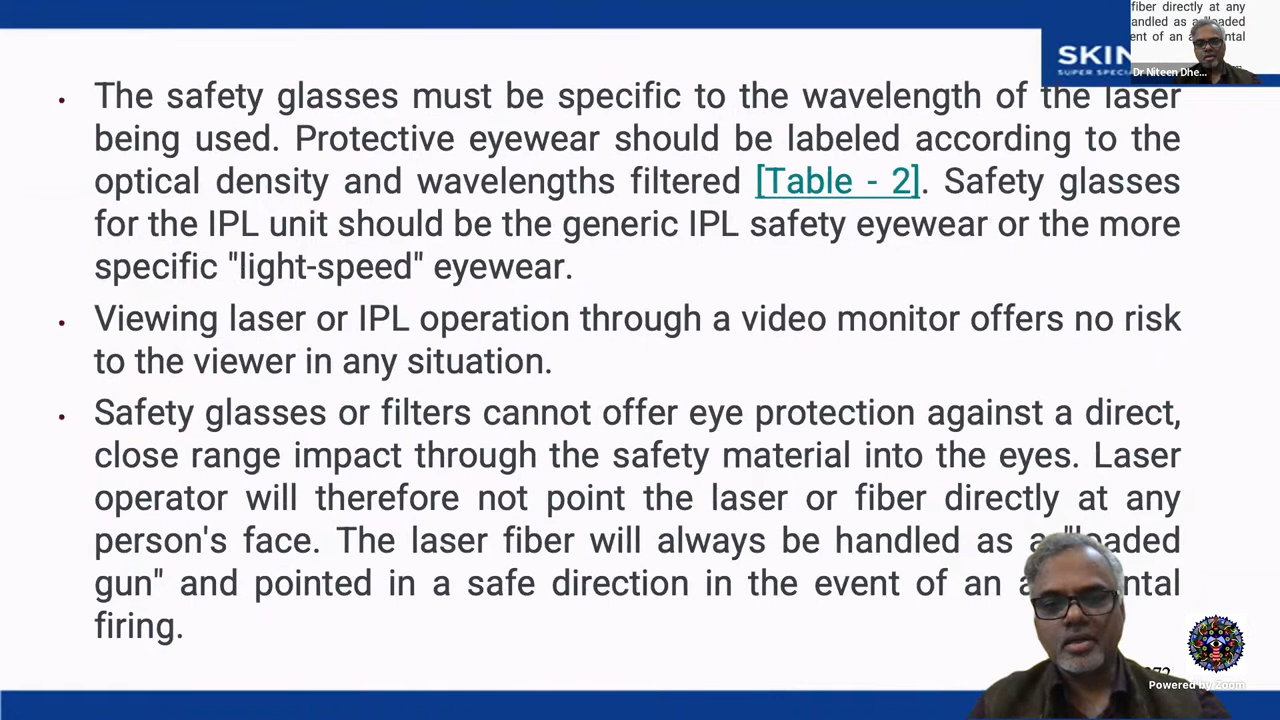 fiber directly at any
ent of an
SKIN
SUPER SPECI
Dr Niteen Dhe...
• The safety glasses must be specific to the wavelength of the laser
being used. Protective eyewear should be labeled according to the
optical density and wavelengths filtered [Table - 2]. Safety glasses
for the IPL unit should be the generic IPL safety eyewear or the more
specific "light-speed" eyewear.
• Viewing laser or IPL operation through a video monitor offers no risk
to the viewer in any situation.
• Safety glasses or filters cannot offer eye protection against a direct,
close range impact through the safety material into the eyes. Laser
operator will therefore not point the laser or fiber directly at any
person's face. The laser fiber will always be handled as a "loaded
gun" and pointed in a safe direction in the event of an
firing.
Powered by Zoom